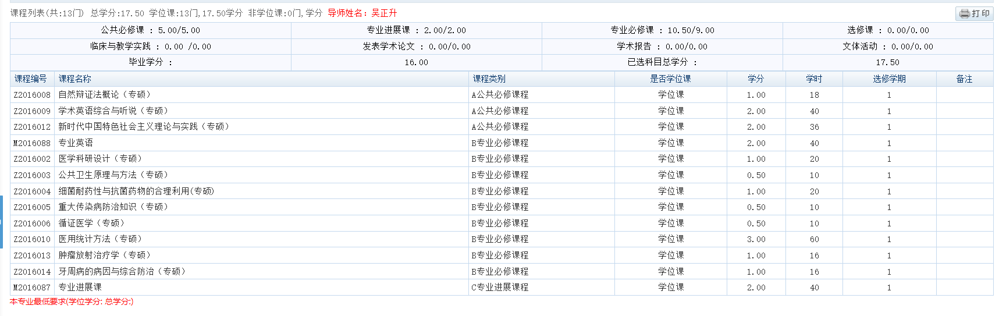 课程列表(共:13门) 总学分:17.50 学位课:13门,17.50学分 非学位课:0门,学分 导师姓名：吴正升 打印
公共必修课 : 5.00/5.00 专业进展课 : 2.00/2.00 专业必修课 : 10.50/9.00 选修课 : 0.00/0.00
临床与教学实践 : 0.00 /0.00 发表学术论文 : 0.00/0.00 学术报告 : 0.00/0.00 文体活动 : 0.00/0.00
毕业学分 : 16.00 已选科目总学分 : 17.50
课程编号 课程名称 课程类别 是否学位课 学分 学时 选修学期 备注
Z2016008 自然辩证法概论（专硕） A公共必修课程 学位课 1.00 18 1
Z2016009 学术英语综合与听说（专硕） A公共必修课程 学位课 2.00 40 1
Z2016012 新时代中国特色社会主义理论与实践（专硕） A公共必修课程 学位课 2.00 36 1
M2016088 专业英语 B专业必修课程 学位课 2.00 40 1
Z2016002 医学科研设计（专硕） B专业必修课程 学位课 1.00 20 1
Z2016003 公共卫生原理与方法（专硕） B专业必修课程 学位课 0.50 10 1
Z2016004 细菌耐药性与抗菌药物的合理利用(专硕) B专业必修课程 学位课 1.00 20 1
Z2016005 重大传染病防治知识（专硕） B专业必修课程 学位课 0.50 10 1
Z2016006 循证医学（专硕） B专业必修课程 学位课 0.50 10 1
Z2016010 医用统计方法（专硕） B专业必修课程 学位课 3.00 60 1
Z2016013 肿瘤放射治疗学（专硕） B专业必修课程 学位课 1.00 16 1
Z2016014 牙周病的病因与综合防治（专硕） B专业必修课程 学位课 1.00 16 1
M2016087 专业进展课 C专业进展课程 学位课 2.00 40 1
本专业最低要求(学位学分: 总学分:)